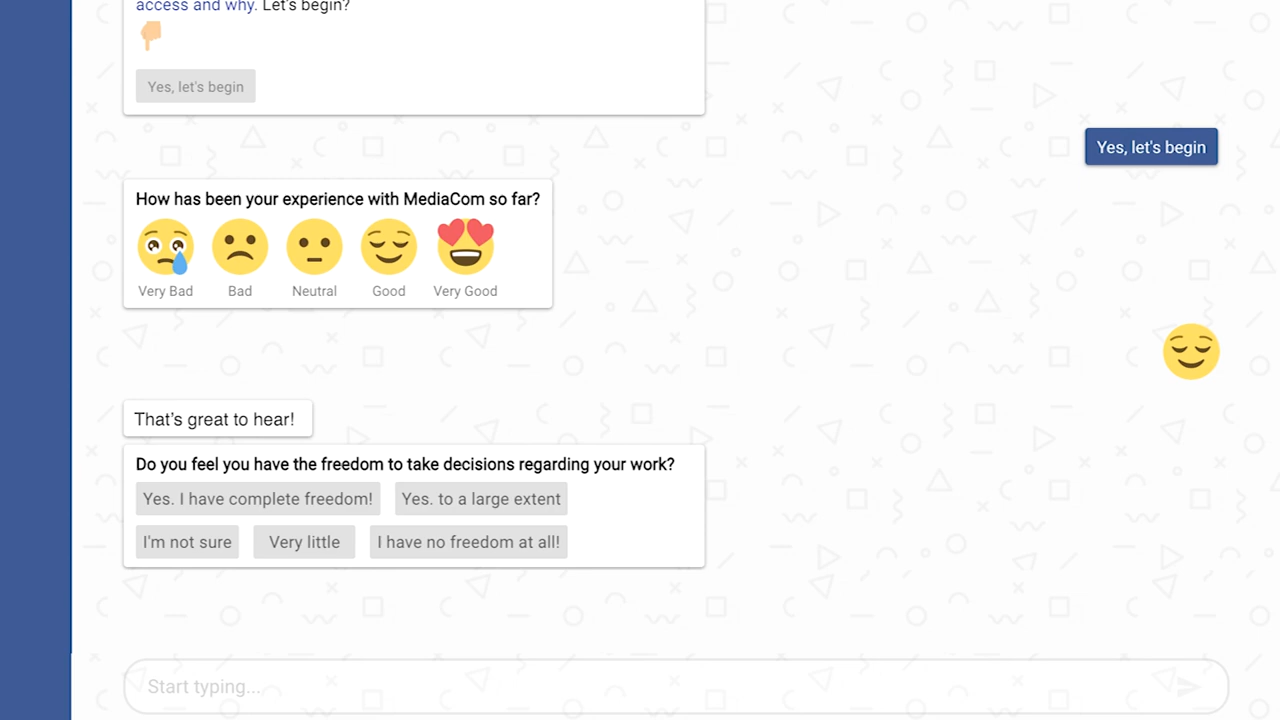 access and why. Let's begin?
Yes, let's begin
Yes, let's begin
How has been your experience with MediaCom so far?
Very Bad Bad Neutral Good Very Good
That's great to hear!
Do you feel you have the freedom to take decisions regarding your work?
Yes. I have complete freedom! Yes. to a large extent
I'm not sure Very little I have no freedom at all!
Start typing...